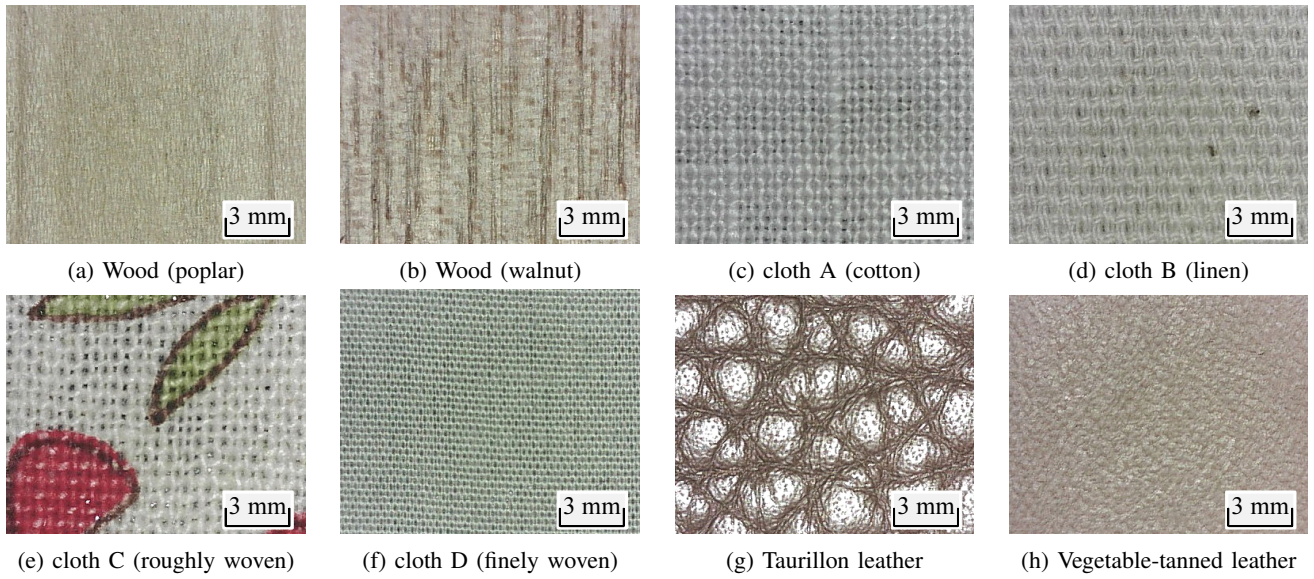 3 mm 3 mm 3 mm 3 mm
(a) Wood (poplar) (b) Wood (walnut) (c) cloth A (cotton) (d) cloth B (linen)
3 mm 3 mm 3 mm 3 mm
(e) cloth C (roughly woven) (f) cloth D (finely woven) (g) Taurillon leather (h) Vegetable-tanned leather